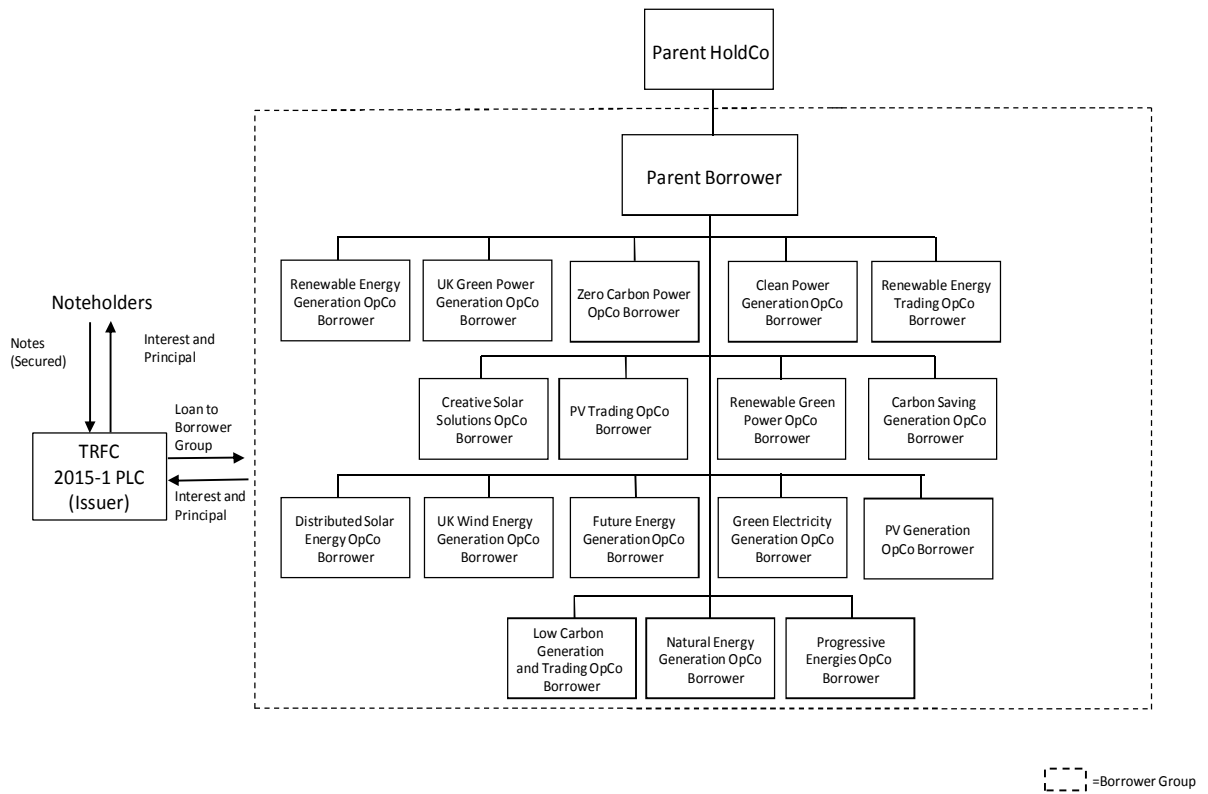 Parent HoldCo
Parent Borrower
Renewable Energy
Generation OpCo
Borrower
UK Green Power
Generation OpCo
Borrower
Zero Carbon Power
OpCo Borrower
Clean Power
Generation OpCo
Borrower
Renewable Energy
Trading OpCo
Borrower
Noteholders
Notes
(Secured)
Interest and
Principal
Loan to
Borrower
Group
TRFC
2015-1 PLC
(Issuer)
Interest and
Principal
Creative Solar
Solutions OpCo
Borrower
PV Trading OpCo
Borrower
Renewable Green
Power OpCo
Borrower
Carbon Saving
Generation OpCo
Borrower
Distributed Solar
Energy OpCo
Borrower
UK Wind Energy
Generation OpCo
Borrower
Future Energy
Generation OpCo
Borrower
Green Electricity
Generation OpCo
Borrower
PV Generation
OpCo Borrower
Low Carbon
Generation
and Trading OpCo
Borrower
Natural Energy
Generation OpCo
Borrower
Progressive
Energies OpCo
Borrower
=Borrower Group